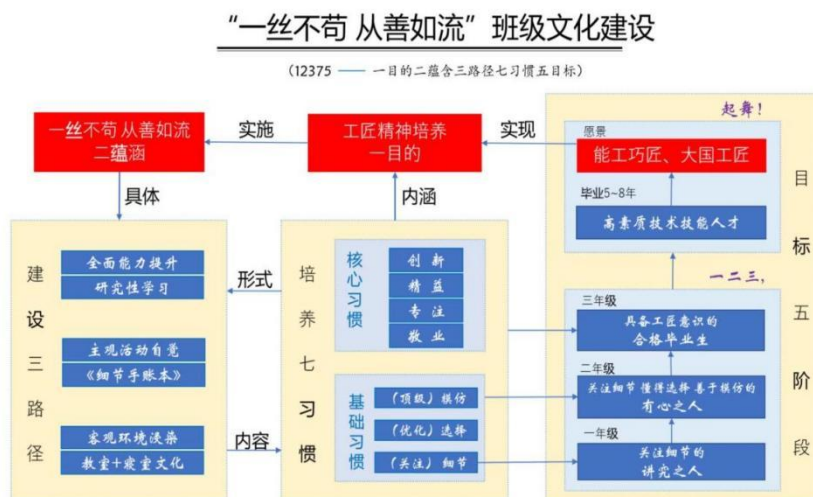 “一丝不苟 从善如流”班级文化建设
（12375 —— 一目的二蕴含三路径七习惯五目标）
一丝不苟 从善如流
二蕴涵
实施
工匠精神培养
一目的
实现
起舞！
愿景
能工巧匠、大国工匠
毕业5~8年
高素质技术技能人才
具体
内涵
建设三路径
全面能力提升
研究性学习
主观活动自觉
《细节手账本》
客观环境浸染
教室+寝室文化
形式
内容
培养七习惯
核心习惯
创新
精益
专注
敬业
基础习惯
（顶级）模仿
（优化）选择
（关注）细节
一二三，
三年级
具备工匠意识的
合格毕业生
二年级
关注细节 懂得选择 善于模仿的
有心之人
一年级
关注细节的
讲究之人
目标五阶段